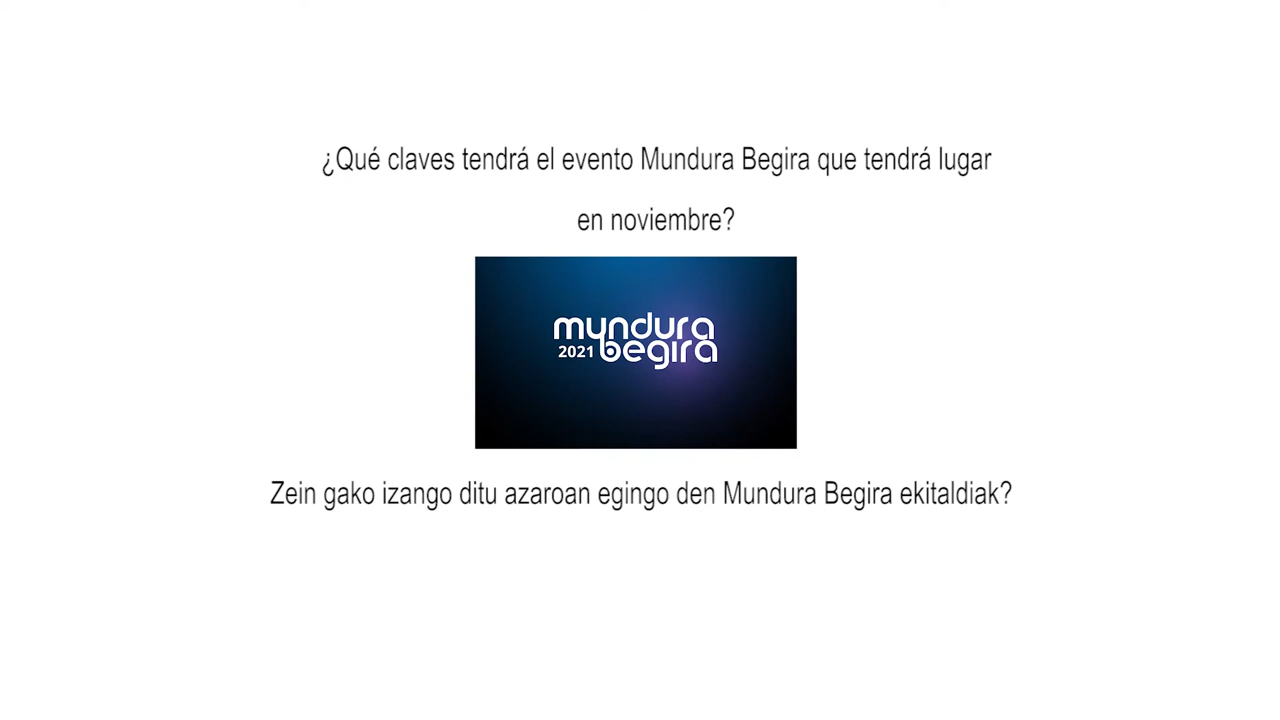 ¿Qué claves tendrá el evento Mundura Begira que tendrá lugar
en noviembre?
mundura
2021 begira
Zein gako izango ditu azaroan egingo den Mundura Begira ekitaldiak?